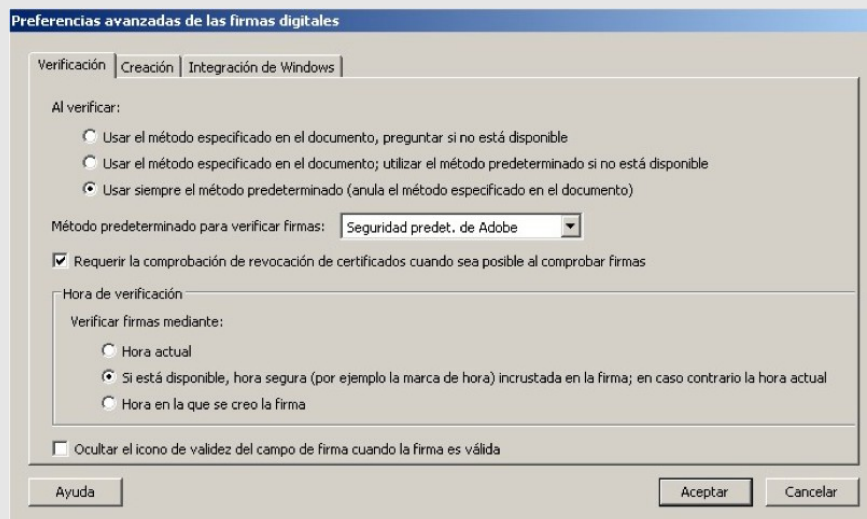 Preferencias avanzadas de las firmas digitales
Verificación
Creación
Integración de Windows
Al verificar:
Usar el método especificado en el documento, preguntar si no está disponible
Usar el método especificado en el documento; utilizar el método predeterminado si no está disponible
Usar siempre el método predeterminado (anula el método especificado en el documento)
Método predeterminado para verificar firmas: Seguridad predet. de Adobe
Requerir la comprobación de revocación de certificados cuando sea posible al comprobar firmas
Hora de verificación
Verificar firmas mediante:
Hora actual
Si está disponible, hora segura (por ejemplo la marca de hora) incrustada en la firma; en caso contrario la hora actual
Hora en la que se creo la firma
Ocultar el icono de validez del campo de firma cuando la firma es válida
Ayuda
Aceptar
Cancelar